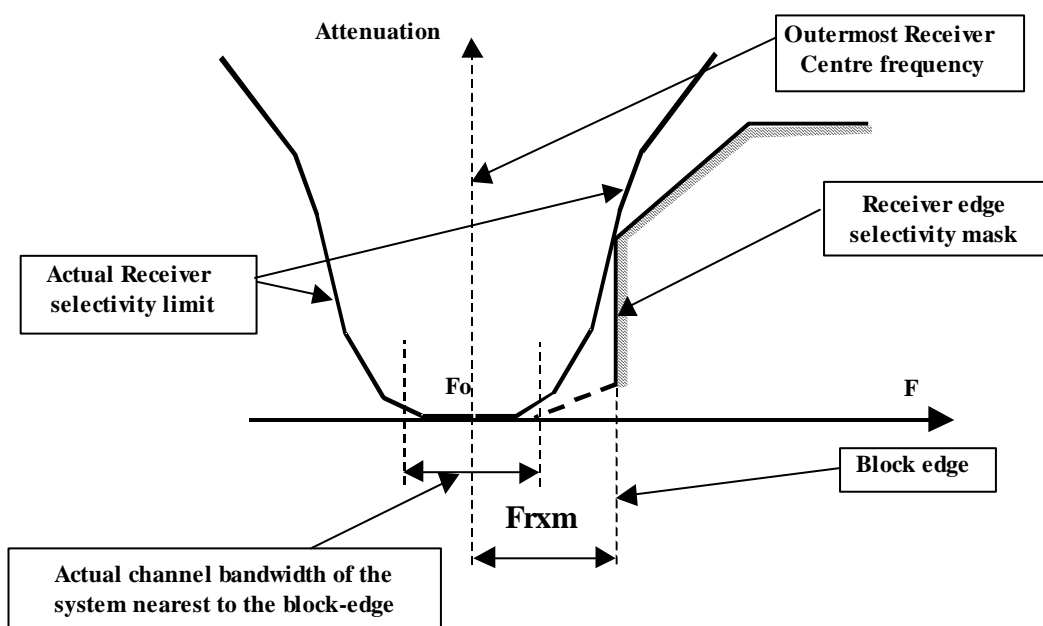 Attenuation
Outermost Receiver
Centre frequency
Receiver edge
selectivity mask
Actual Receiver
selectivity limit
Fo
F
Block edge
Frxm
Actual channel bandwidth of the
system nearest to the block-edge